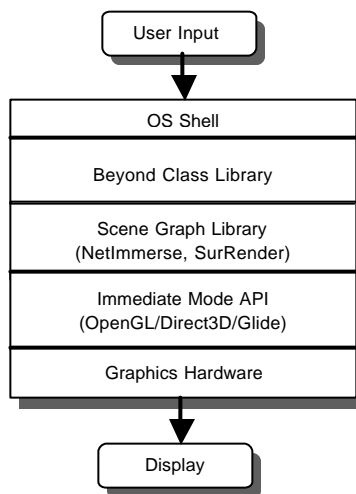 User Input
OS Shell
Beyond Class Library
Scene Graph Library
(NetImmerse, SurRender)
Immediate Mode API
(OpenGL/Direct3D/Glide)
Graphics Hardware
Display